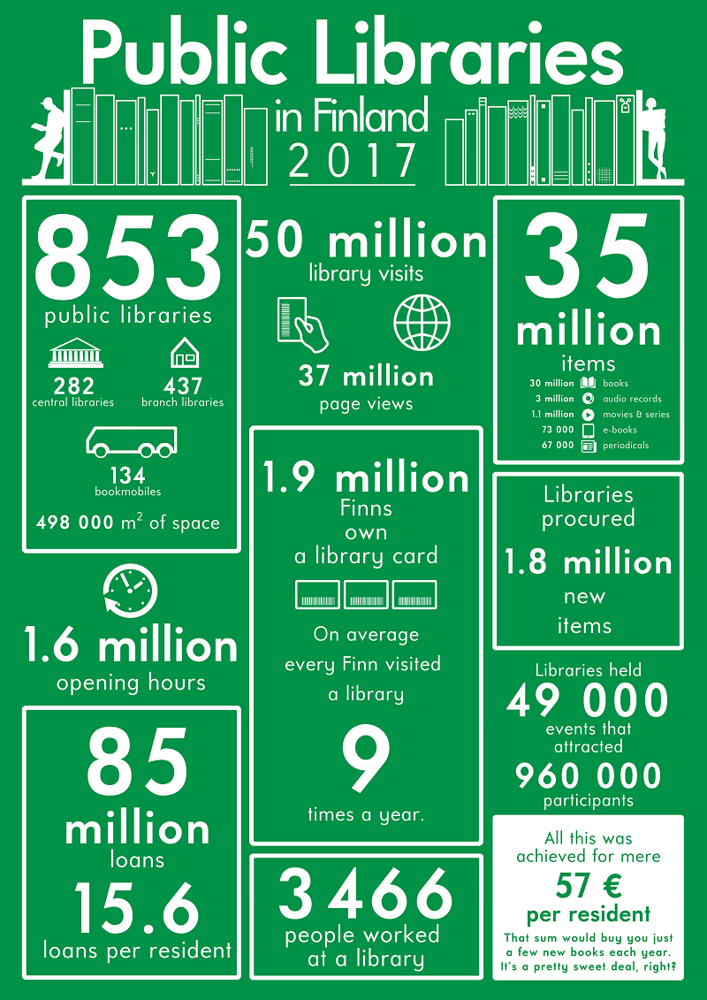 Public Libraries
in Finland
2017
853
public libraries
282
central libraries
437
branch libraries
134
bookmobiles
498 000 m² of space
50 million
library visits
37 million
page views
35
million
items
30 million books
3 million audio records
1.1 million movies & series
73 000 e-books
67 000 periodicals
1.9 million
Finns
own
a library card
On average
every Finn visited
a library
9
times a year.
Libraries
procured
1.8 million
new
items
1.6 million
opening hours
Libraries held
49 000
events that
attracted
960 000
participants
85
million
loans
15.6
loans per resident
3 466
people worked
at a library
All this was
achieved for mere
57 €
per resident
That sum would buy you just
a few new books each year.
It's a pretty sweet deal, right?